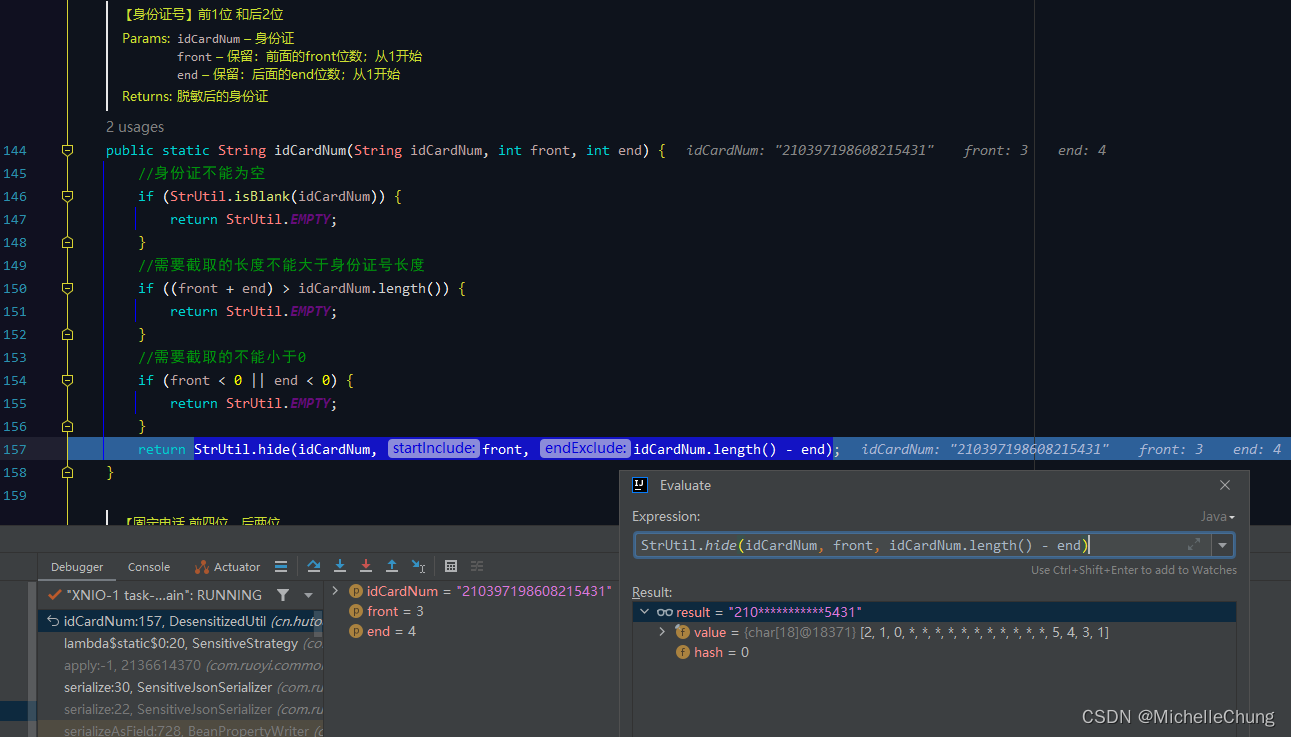 【身份证号】前1位 和后2位
Params: idCardNum – 身份证
front – 保留：前面的front位数；从1开始
end – 保留：后面的end位数；从1开始
Returns: 脱敏后的身份证
2 usages
144 public static String idCardNum(String idCardNum, int front, int end) { idCardNum: "210397198608215431" front: 3 end: 4
145 //身份证不能为空
146 if (StrUtil.isBlank(idCardNum)) {
147 return StrUtil.EMPTY;
148 }
149 //需要截取的长度不能大于身份证号长度
150 if ((front + end) > idCardNum.length()) {
151 return StrUtil.EMPTY;
152 }
153 //需要截取的不能小于0
154 if (front < 0 || end < 0) {
155 return StrUtil.EMPTY;
156 }
157 return StrUtil.hide(idCardNum, startInclude: front, endExclude: idCardNum.length() - end); idCardNum: "210397198608215431" front: 3 end: 4
158 }
159
【固定电话 前四位，后两位
Evaluate
Expression:
Java
StrUtil.hide(idCardNum, front, idCardNum.length() - end)
Use Ctrl+Shift+Enter to add to Watches
Result:
result = "210***********5431"
value = {char[18]@18371} [2, 1, 0, *, *, *, *, *, *, *, *, *, *, *, 5, 4, 3, 1]
hash = 0
Debugger Console Actuator
"XNIO-1 task-...ain": RUNNING
idCardNum:157, DesensitizedUtil (cn.huto
lambda$static$0:20, SensitiveStrategy (co
apply:-1, 2136614370 (com.ruoyi.commo
serialize:30, SensitiveJsonSerializer (com.ru
serialize:22, SensitiveJsonSerializer (com.ru
serializeAsField:728, BeanPropertyWriter (c
idCardNum = "210397198608215431"
front = 3
end = 4
CSDN @MichelleChung